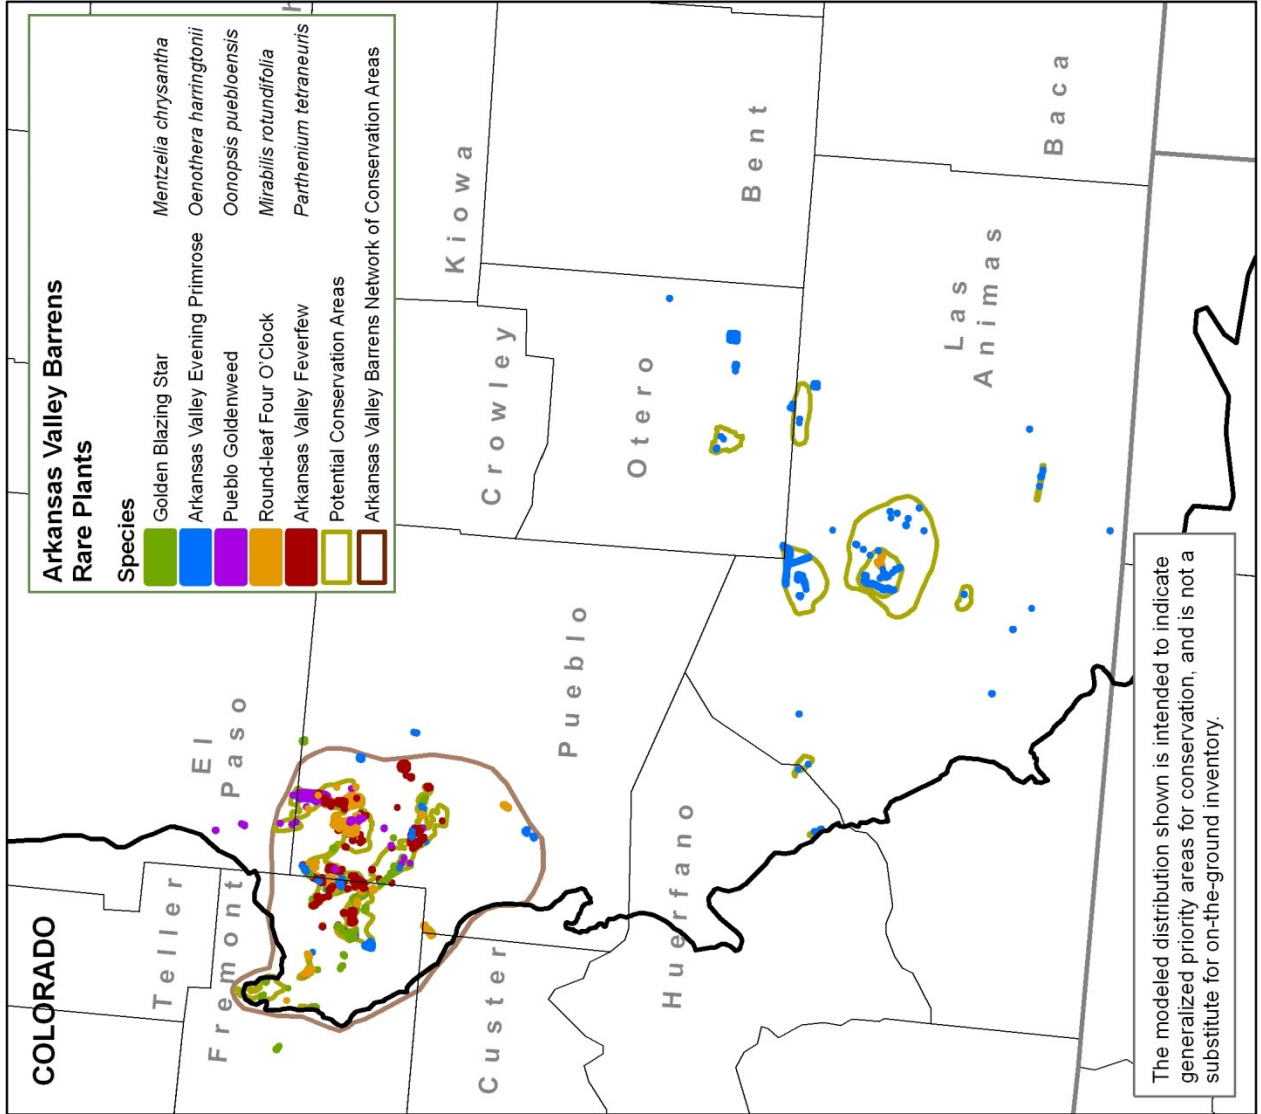 COLORADO
Arkansas Valley Barrens
Rare Plants
Species
Golden Blazing Star Mentzelia chrysantha
Arkansas Valley Evening Primrose Oenothera harringtonii
Pueblo Goldenweed Oonopsis puebloensis
Round-leaf Four O'Clock Mirabilis rotundifolia
Arkansas Valley Feverfew Parthenium tetraneuris
Potential Conservation Areas
Arkansas Valley Barrens Network of Conservation Areas
Teller
El
Paso
Fremont
Kiowa
Crowley
Custer
Pueblo
Otero
Bent
Huerfano
Las
Animas
Baca
The modeled distribution shown is intended to indicate
generalized priority areas for conservation, and is not a
substitute for on-the-ground inventory.